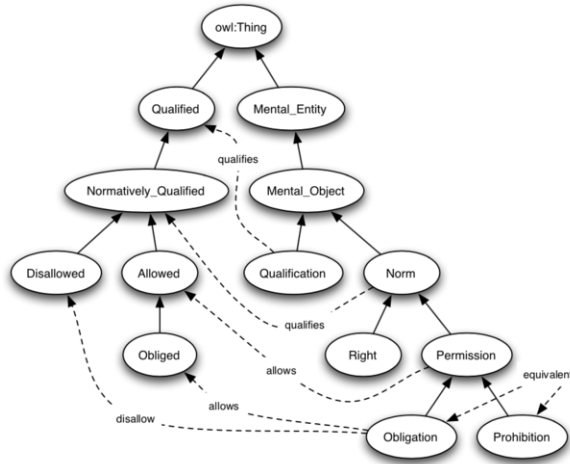 owl:Thing
Qualified
Mental_Entity
qualifies
Normatively_Qualified
Mental_Object
Disallowed
Allowed
Qualification
Norm
qualifies
Obliged
Right
Permission
allows
equivalent
allows
disallow
Obligation
Prohibition